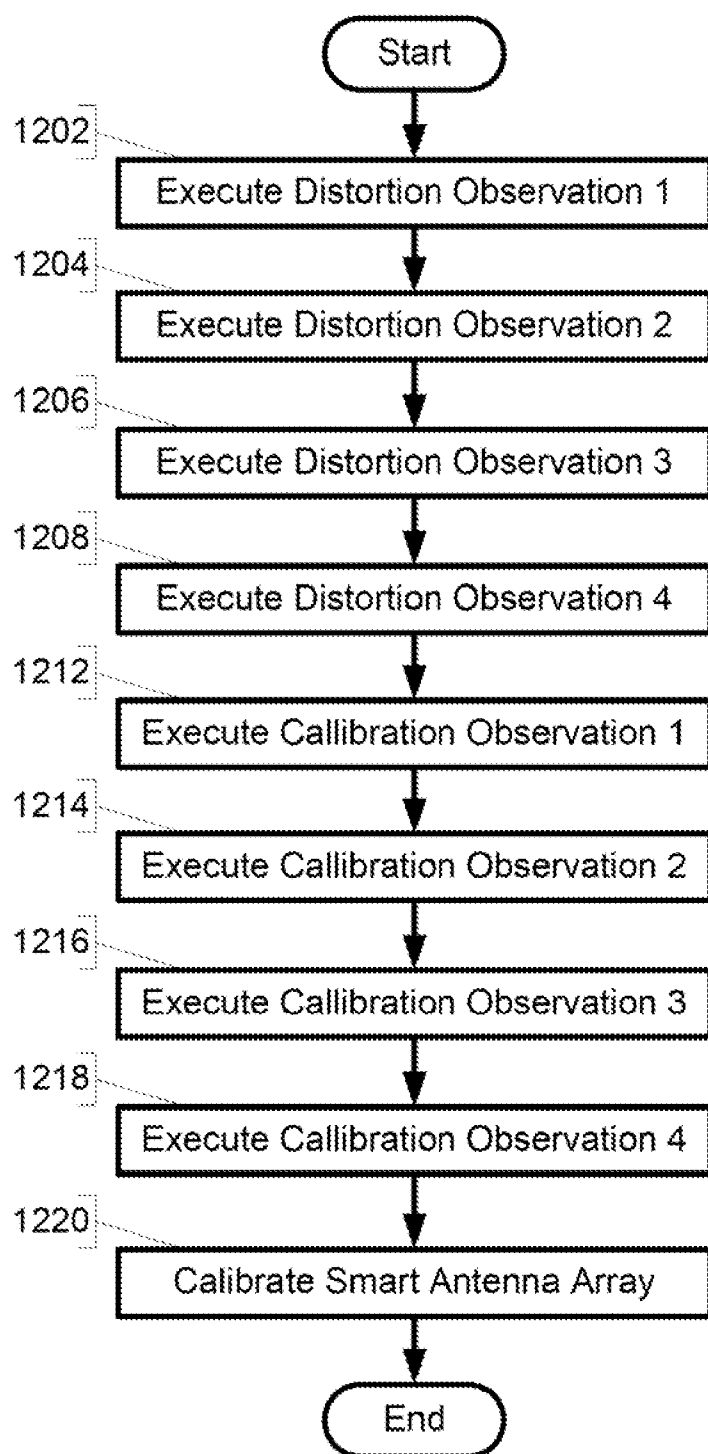 Start
1202
Execute Distortion Observation 1
1204
Execute Distortion Observation 2
1206
Execute Distortion Observation 3
1208
Execute Distortion Observation 4
1212
Execute Callibration Observation 1
1214
Execute Callibration Observation 2
1216
Execute Callibration Observation 3
1218
Execute Callibration Observation 4
1220
Calibrate Smart Antenna Array
End